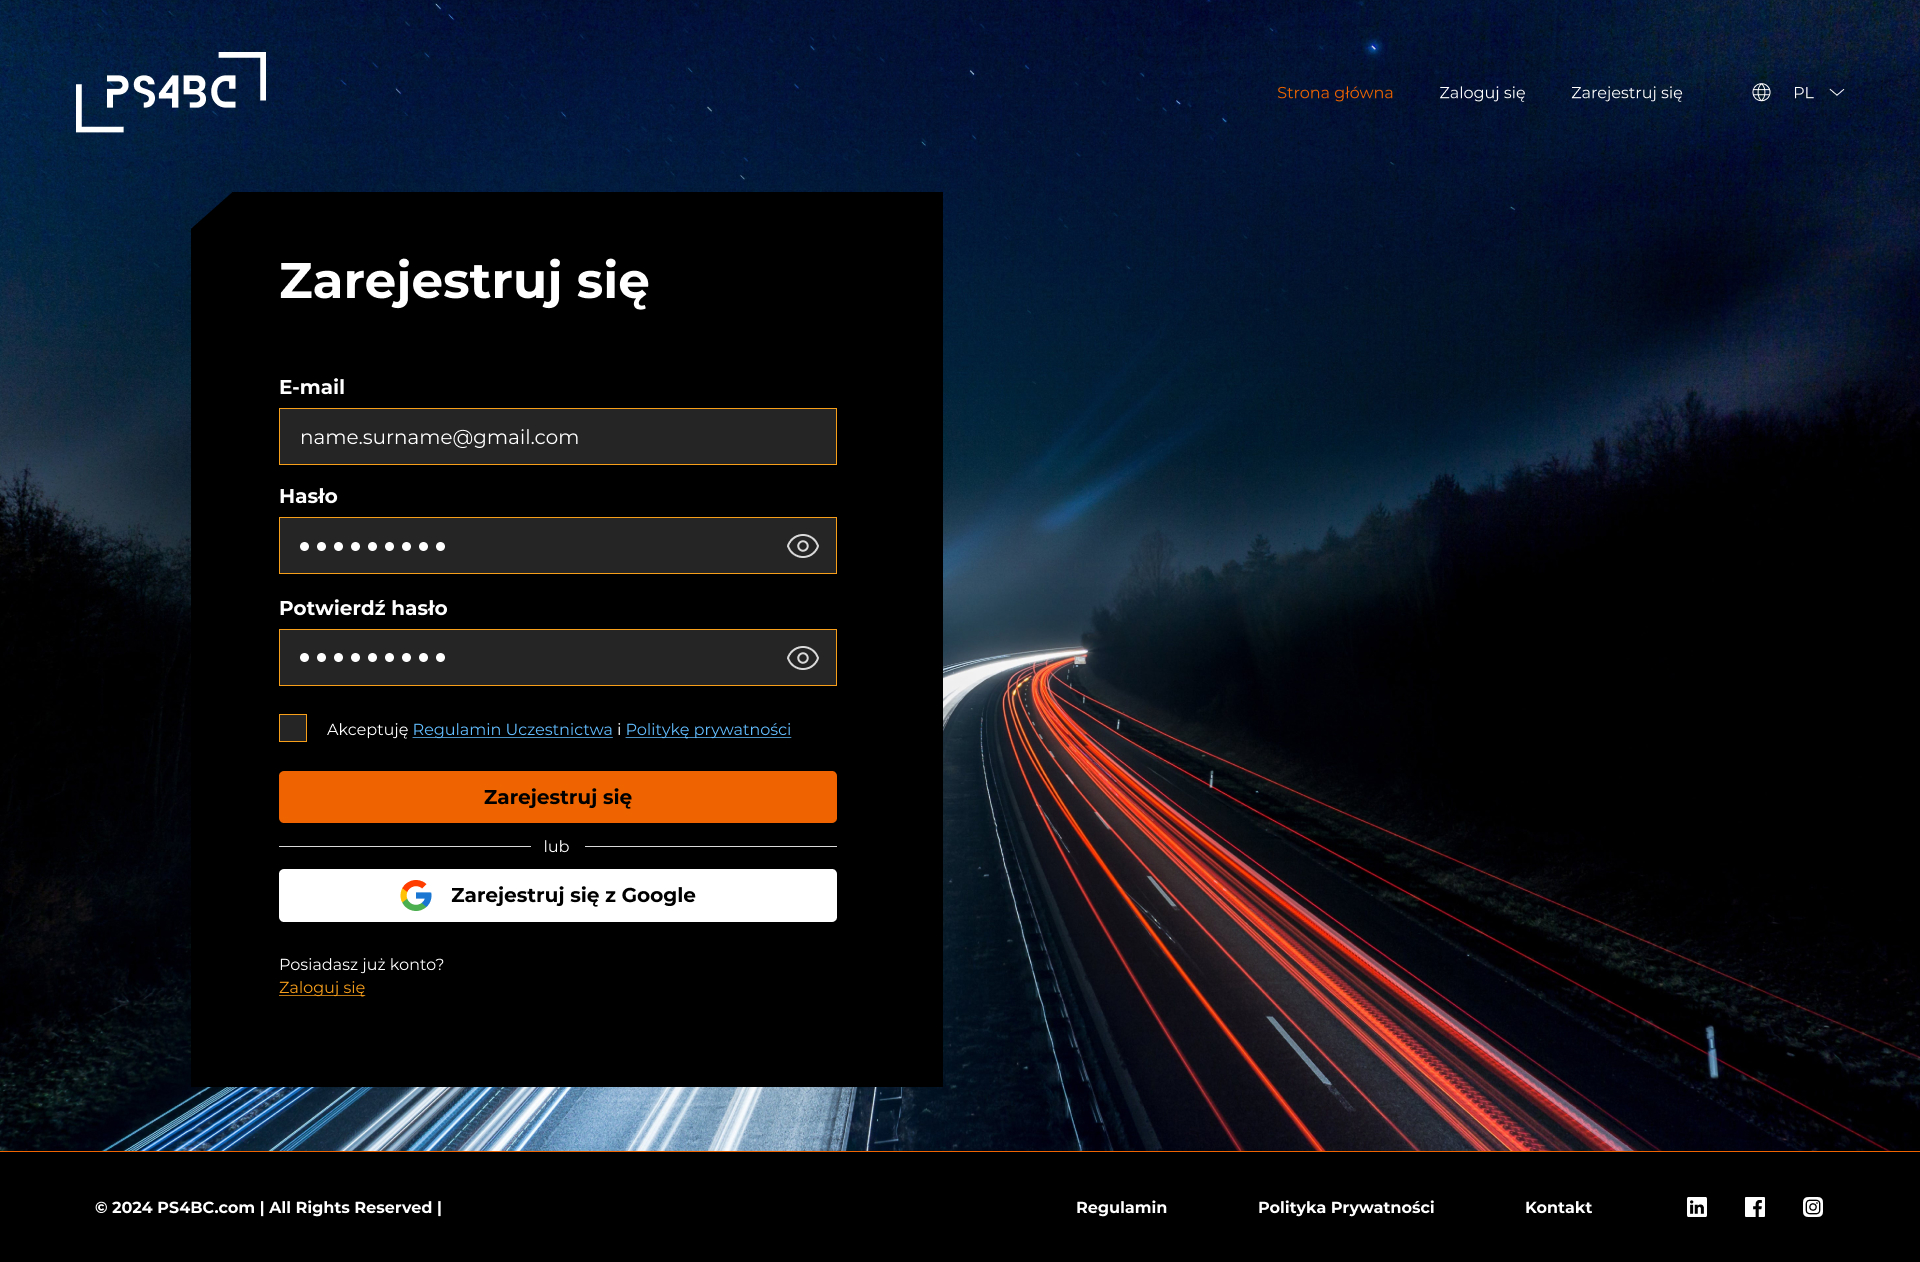 PS4BC
Strona główna
Zaloguj się
Zarejestruj się
PL
Zarejestruj się
E-mail
name.surname@gmail.com
Hasło
Potwierdź hasło
Akceptuję Regulamin Uczestnictwa i Politykę prywatności
Zarejestruj się
lub
Zarejestruj się z Google
Posiadasz już konto?
Zaloguj się
© 2024 PS4BC.com | All Rights Reserved |
Regulamin
Polityka Prywatności
Kontakt